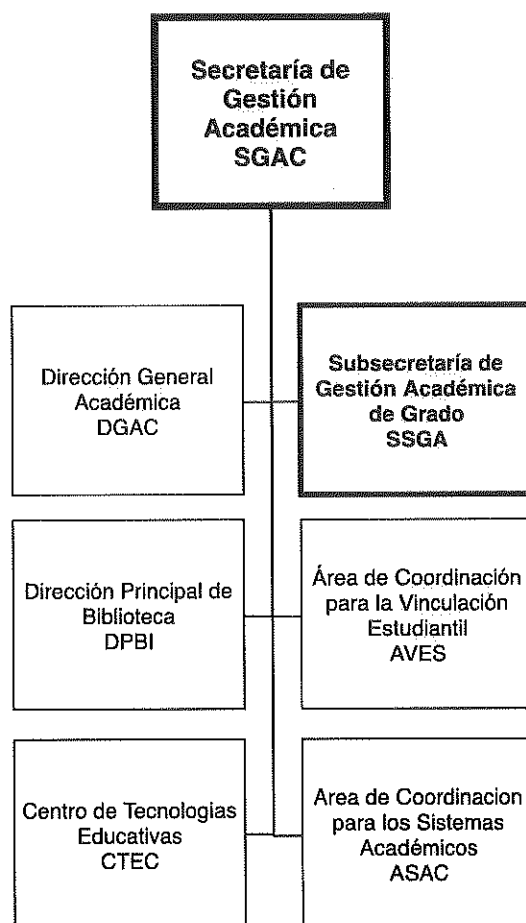 Secretaría de
Gestión
Académica
SGAC
Dirección General
Académica
DGAC
Subsecretaría de
Gestión Académica
de Grado
SSGA
Dirección Principal de
Biblioteca
DPBI
Área de Coordinación
para la Vinculación
Estudiantil
AVES
Centro de Tecnologias
Educativas
CTEC
Area de Coordinacion
para los Sistemas
Académicos
ASAC